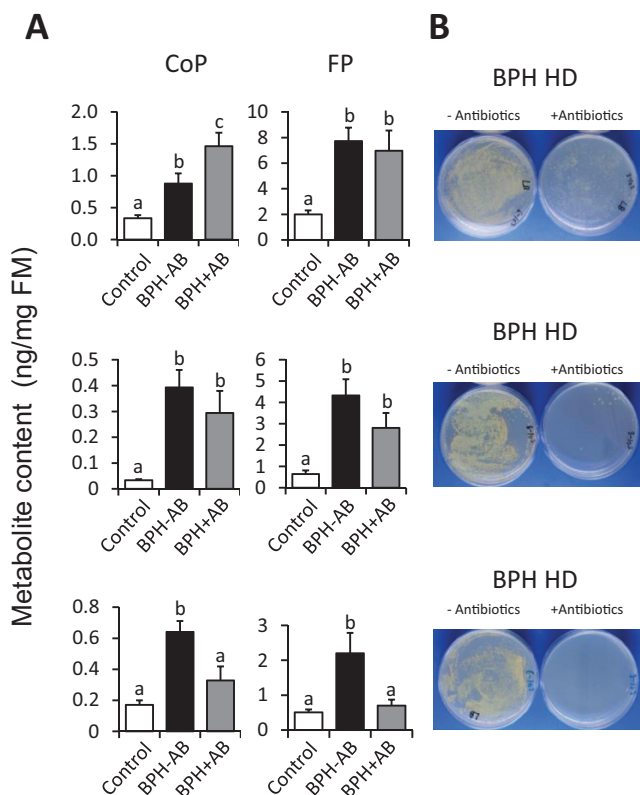 A
B
CoP
FP
Metabolite content (ng/mg FM)
2.0
1.5
1.0
0.5
0.0
a
b
c
Control
BPH-AB
BPH+AB
10
8
6
4
2
0
a
b
b
Control
BPH-AB
BPH+AB
BPH HD
- Antibiotics
+Antibiotics
LB
LB
0.5
0.4
0.3
0.2
0.1
0
a
b
b
Control
BPH-AB
BPH+AB
6
5
4
3
2
1
0
a
b
b
Control
BPH-AB
BPH+AB
BPH HD
- Antibiotics
+Antibiotics
0.8
0.6
0.4
0.2
0
a
b
a
Control
BPH-AB
BPH+AB
3
2
1
0
a
b
a
Control
BPH-AB
BPH+AB
BPH HD
- Antibiotics
+Antibiotics
LB